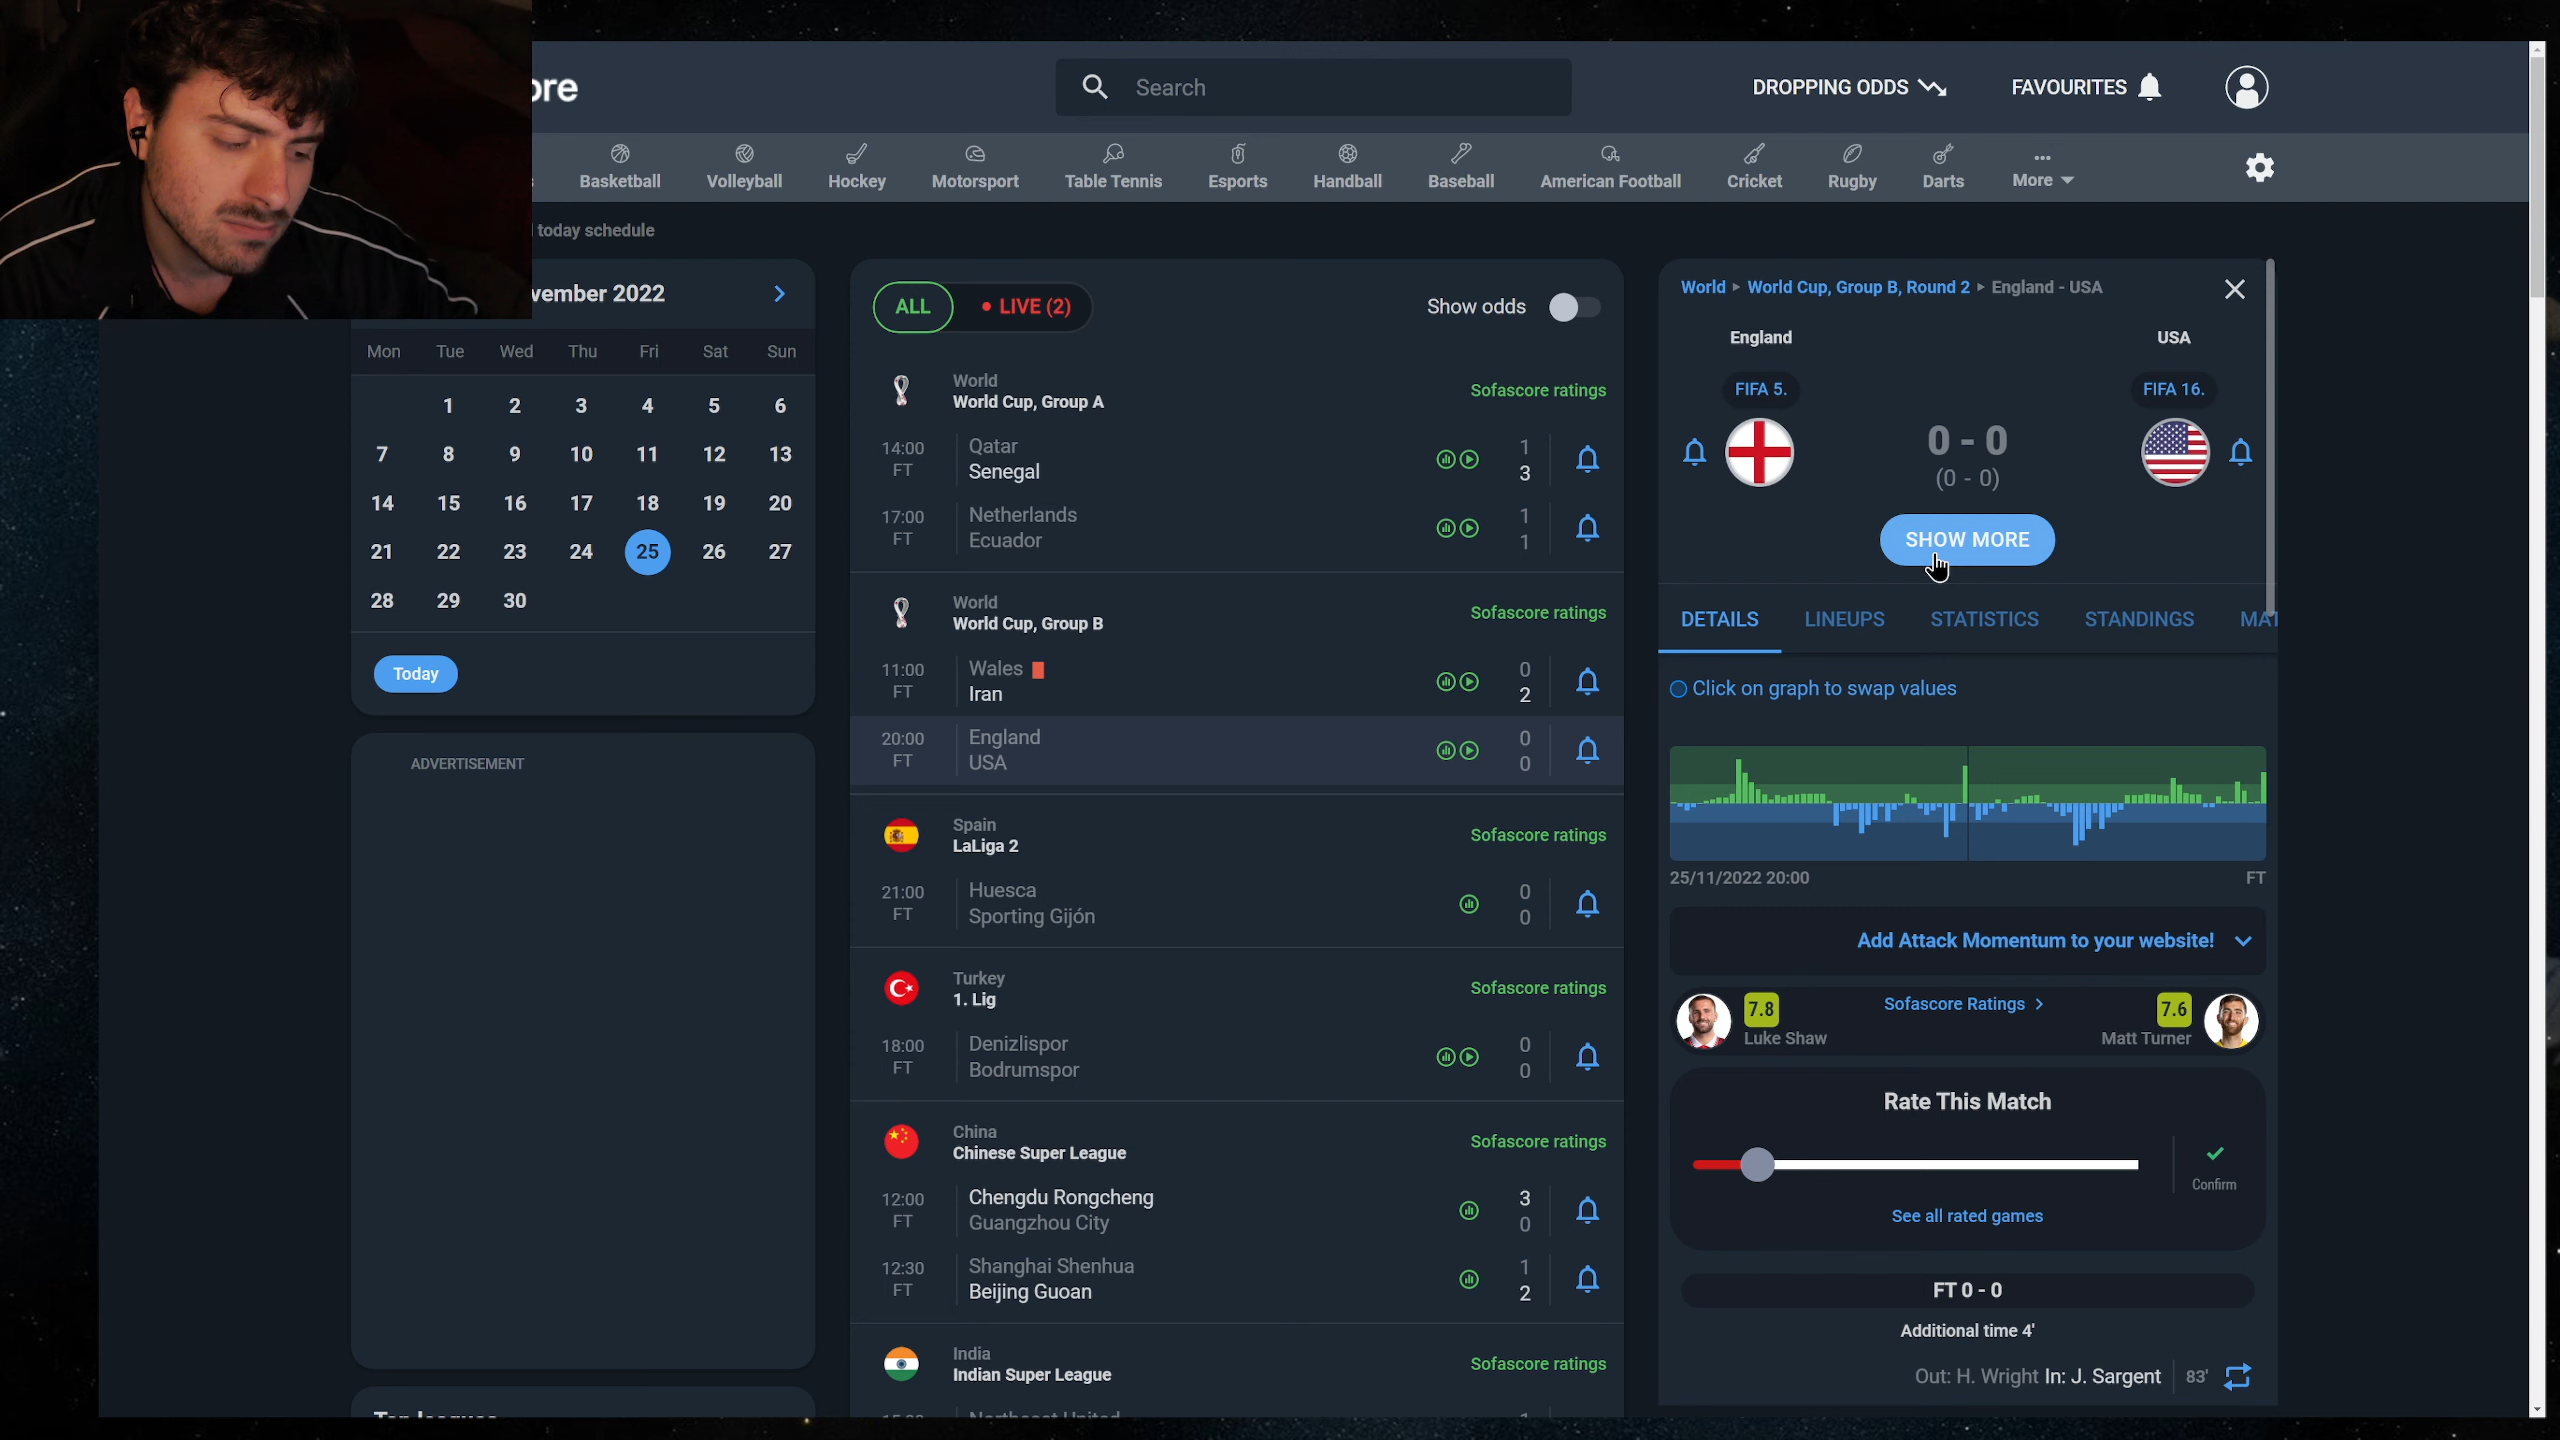 ore
Search
DROPPING ODDS
FAVOURITES
Basketball
Volleyball
Hockey
Motorsport
Table Tennis
Esports
Handball
Baseball
American Football
Cricket
Rugby
Darts
More
today schedule
vember 2022
Mon Tue Wed Thu Fri Sat Sun
1 2 3 4 5 6
7 8 9 10 11 12 13
14 15 16 17 18 19 20
21 22 23 24 25 26 27
28 29 30
Today
ADVERTISEMENT
ALL
LIVE (2)
Show odds
World
World Cup, Group A
Sofascore ratings
14:00 Qatar 1
FT Senegal 3
17:00 Netherlands 1
FT Ecuador 1
World
World Cup, Group B
Sofascore ratings
11:00 Wales 0
FT Iran 2
20:00 England 0
FT USA 0
Spain
LaLiga 2
Sofascore ratings
21:00 Huesca 0
FT Sporting Gijón 0
Turkey
1. Lig
Sofascore ratings
18:00 Denizlispor 0
FT Bodrumspor 0
China
Chinese Super League
Sofascore ratings
12:00 Chengdu Rongcheng 3
FT Guangzhou City 0
12:30 Shanghai Shenhua 1
FT Beijing Guoan 2
India
Indian Super League
Sofascore ratings
World World Cup, Group B, Round 2 England - USA
England
USA
FIFA 5.
FIFA 16.
0 - 0
(0 - 0)
SHOW MORE
DETAILS LINEUPS STATISTICS STANDINGS MAT
Click on graph to swap values
25/11/2022 20:00
FT
Add Attack Momentum to your website!
7.8
Luke Shaw
Sofascore Ratings
7.6
Matt Turner
Rate This Match
Confirm
See all rated games
FT 0 - 0
Additional time 4'
Out: H. Wright In: J. Sargent 83'